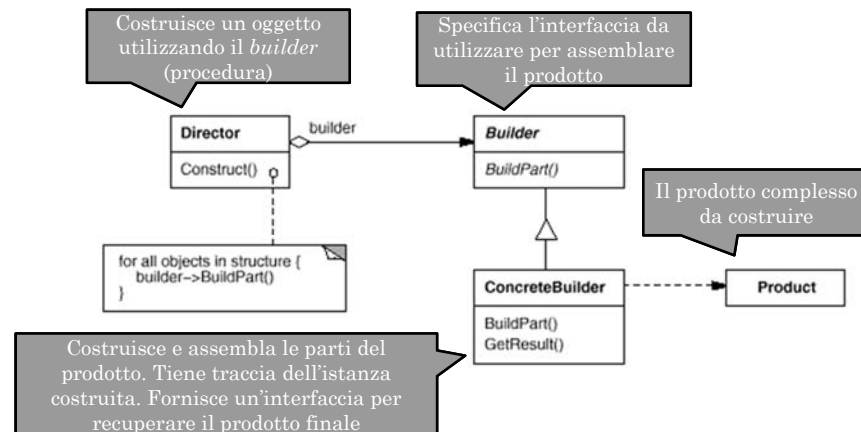 Costruisce un oggetto
utilizzando il builder
(procedura)
Specifica l'interfaccia da
utilizzare per assemblare
il prodotto
Director
builder
Builder
Construct()
BuildPart()
Il prodotto complesso
da costruire
for all objects in structure {
builder->BuildPart()
}
ConcreteBuilder
Product
BuildPart()
GetResult()
Costruisce e assembla le parti del
prodotto. Tiene traccia dell'istanza
costruita. Fornisce un'interfaccia per
recuperare il prodotto finale